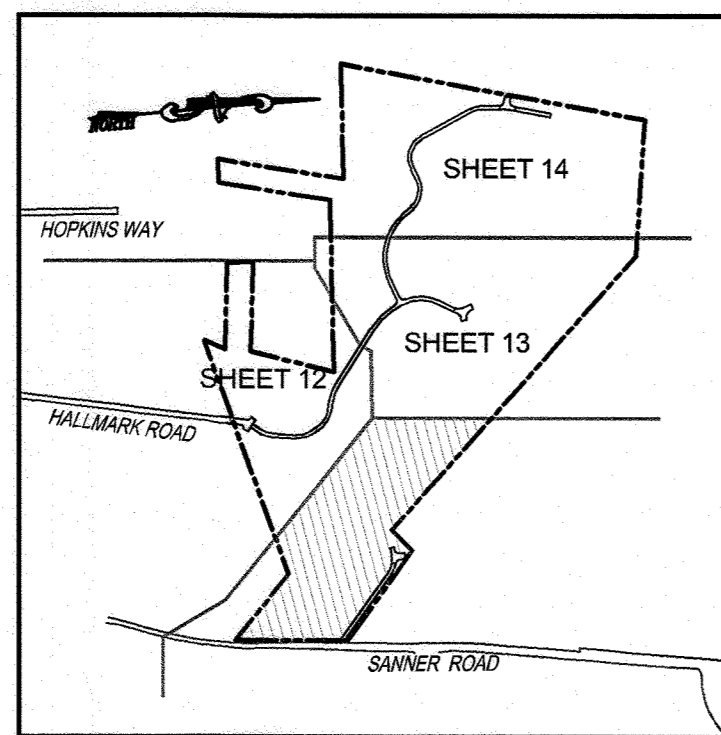 NORTH
SHEET 14
HOPKINS WAY
SHEET 13
SHEET 12
HALLMARK ROAD
SANNER ROAD